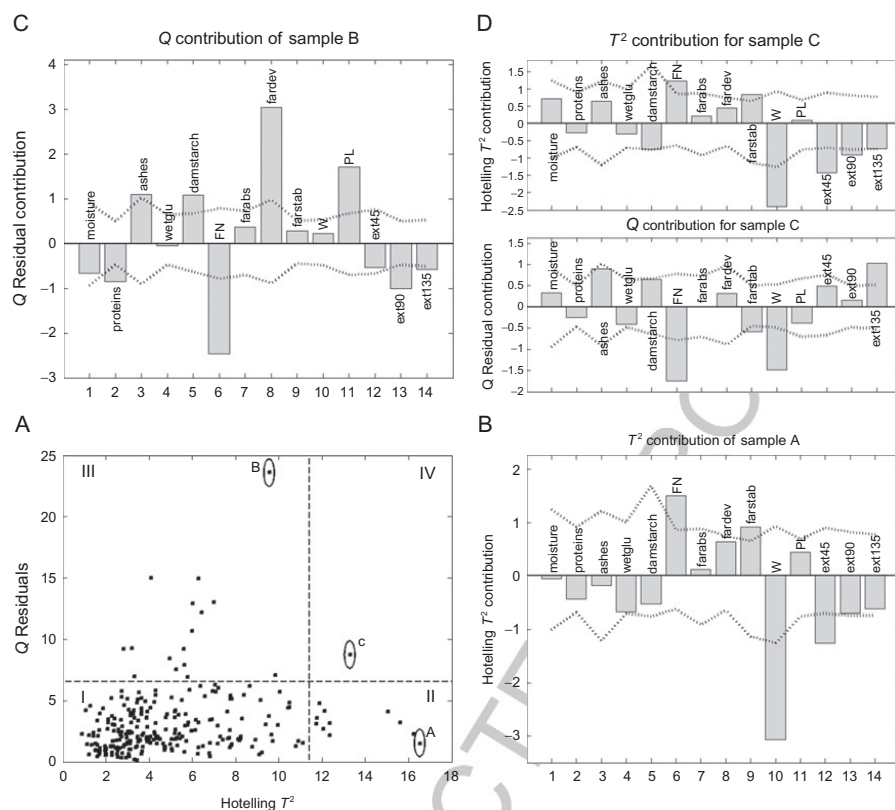 C
Q contribution of sample B
Q Residual contribution
4
3
2
1
0
−1
−2
−3
moisture
proteins
ashes
wetglu
damstarch
FN
farabs
fardev
farstab
W
PL
ext45
ext90
ext135
1 2 3 4 5 6 7 8 9 10 11 12 13 14
D
T² contribution for sample C
Hotelling T² contribution
1.5
1
0.5
0
−0.5
−1
−1.5
−2
−2.5
moisture
proteins
ashes
wetglu
damstarch
FN
farabs
fardev
farstab
W
PL
ext45
ext90
ext135
Q contribution for sample C
Q Residual contribution
1.5
1
0.5
0
−0.5
−1
−1.5
−2
moisture
proteins
ashes
wetglu
damstarch
FN
farabs
fardev
farstab
W
PL
ext45
ext90
ext135
A
Q Residuals
25
20
15
10
5
0
III
IV
I
II
B
c
A
0 2 4 6 8 10 12 14 16 18
Hotelling T²
B
T² contribution of sample A
Hotelling T² contribution
2
1
0
−1
−3
moisture
proteins
ashes
wetglu
damstarch
FN
farabs
fardev
farstab
W
PL
ext45
ext90
ext135
1 2 3 4 5 6 7 8 9 10 11 12 13 14